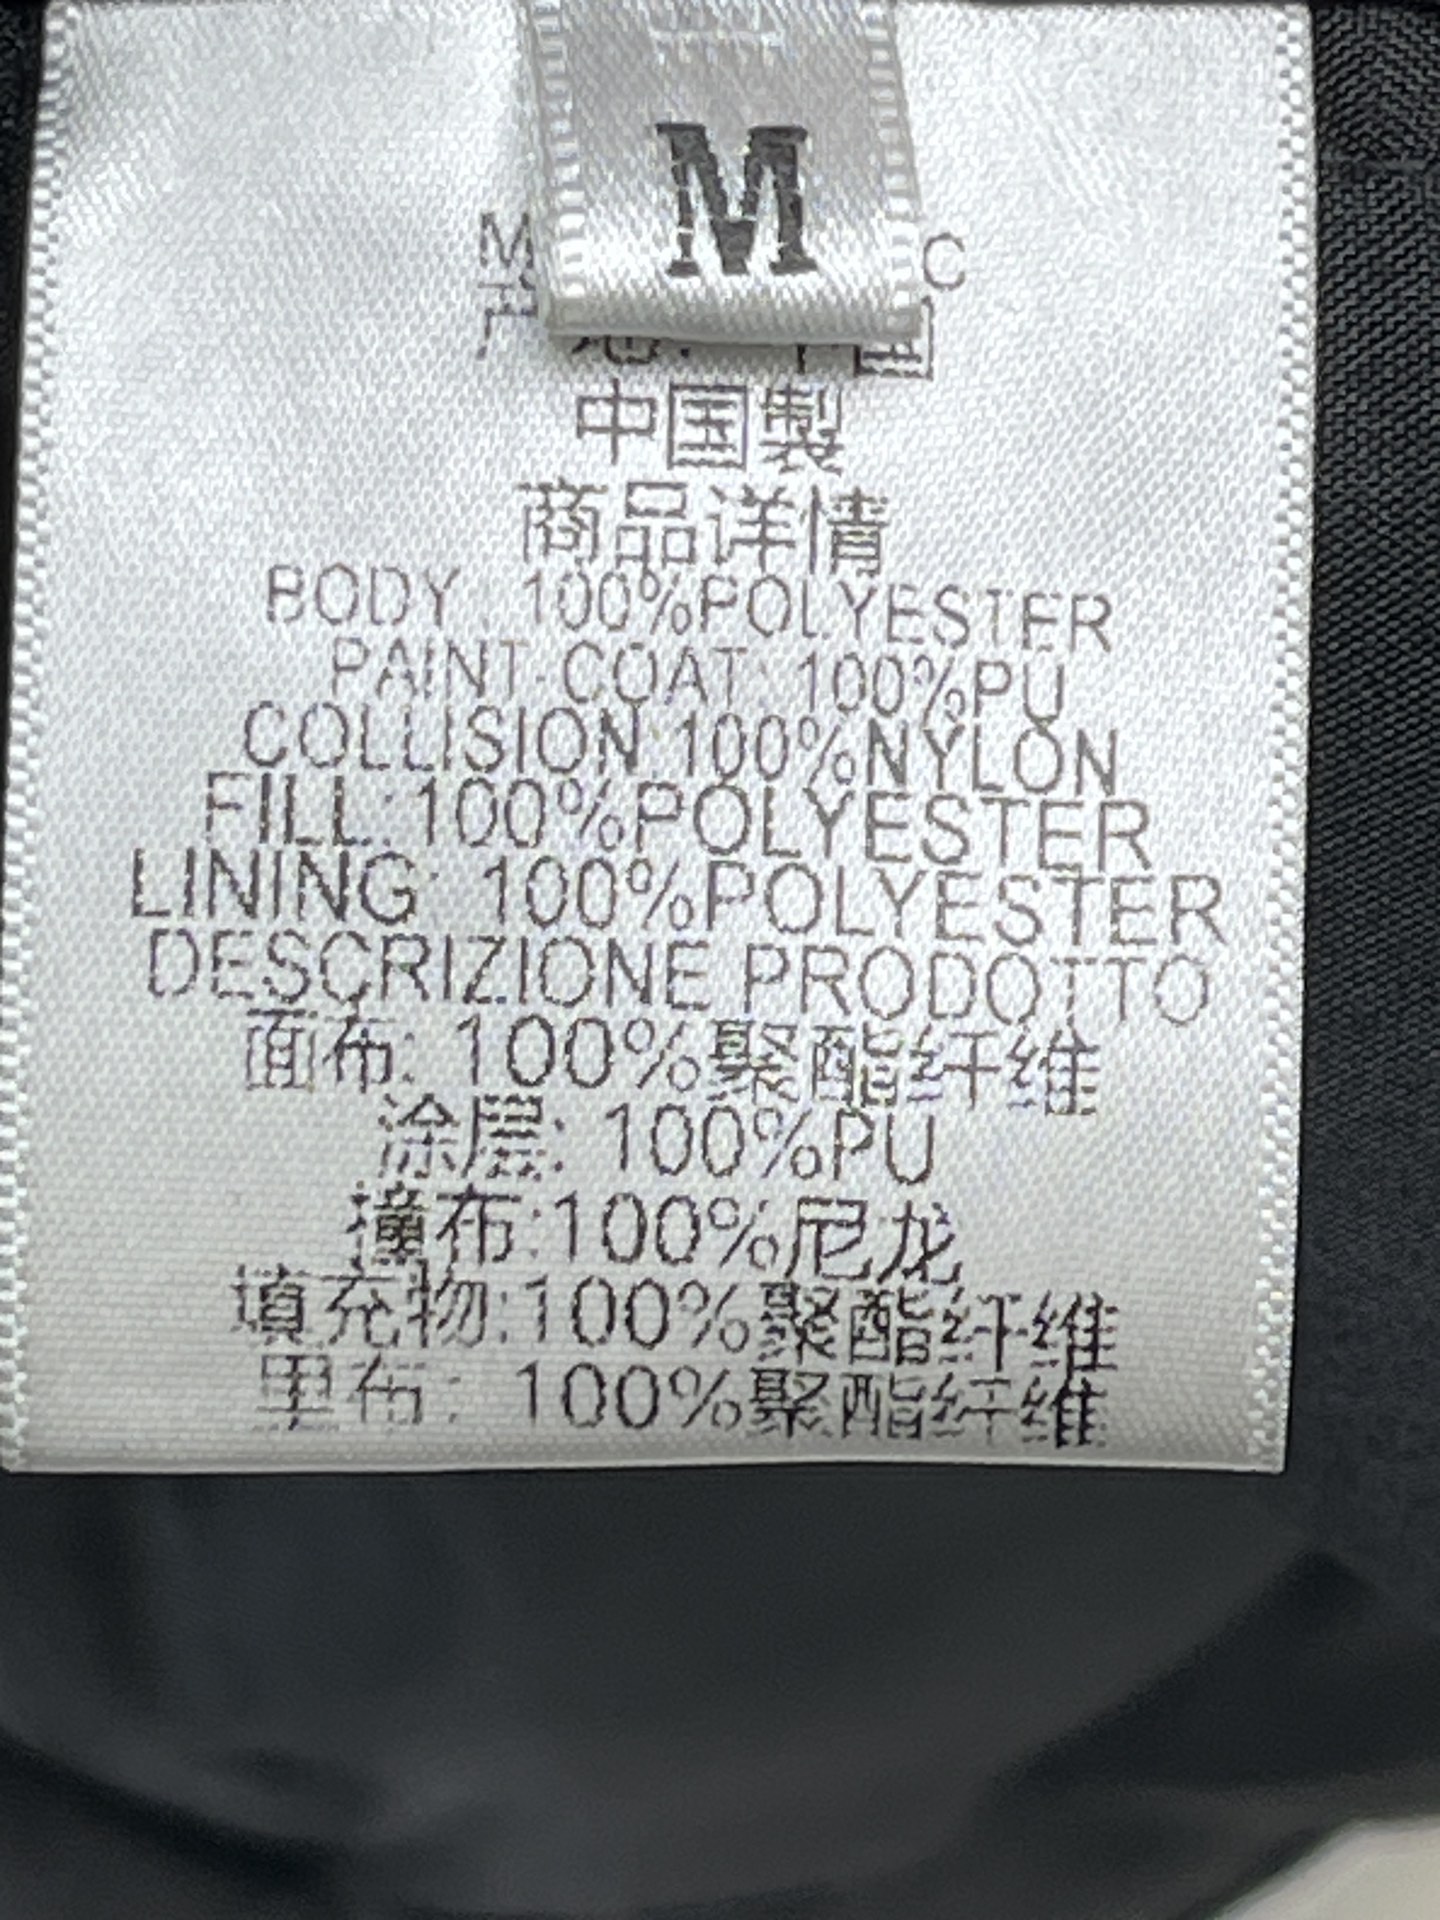 M
中国製
商品详情
BODY : 100%POLYESTER
PAINT-COAT: 100%PU
COLLISION:100%NYLON
FILL:100%POLYESTER
LINING: 100%POLYESTER
DESCRIZIONE PRODOTTO
面布: 100%聚酯纤维
涂层: 100%PU
撞布:100%尼龙
填充物:100%聚酯纤维
里布: 100%聚酯纤维